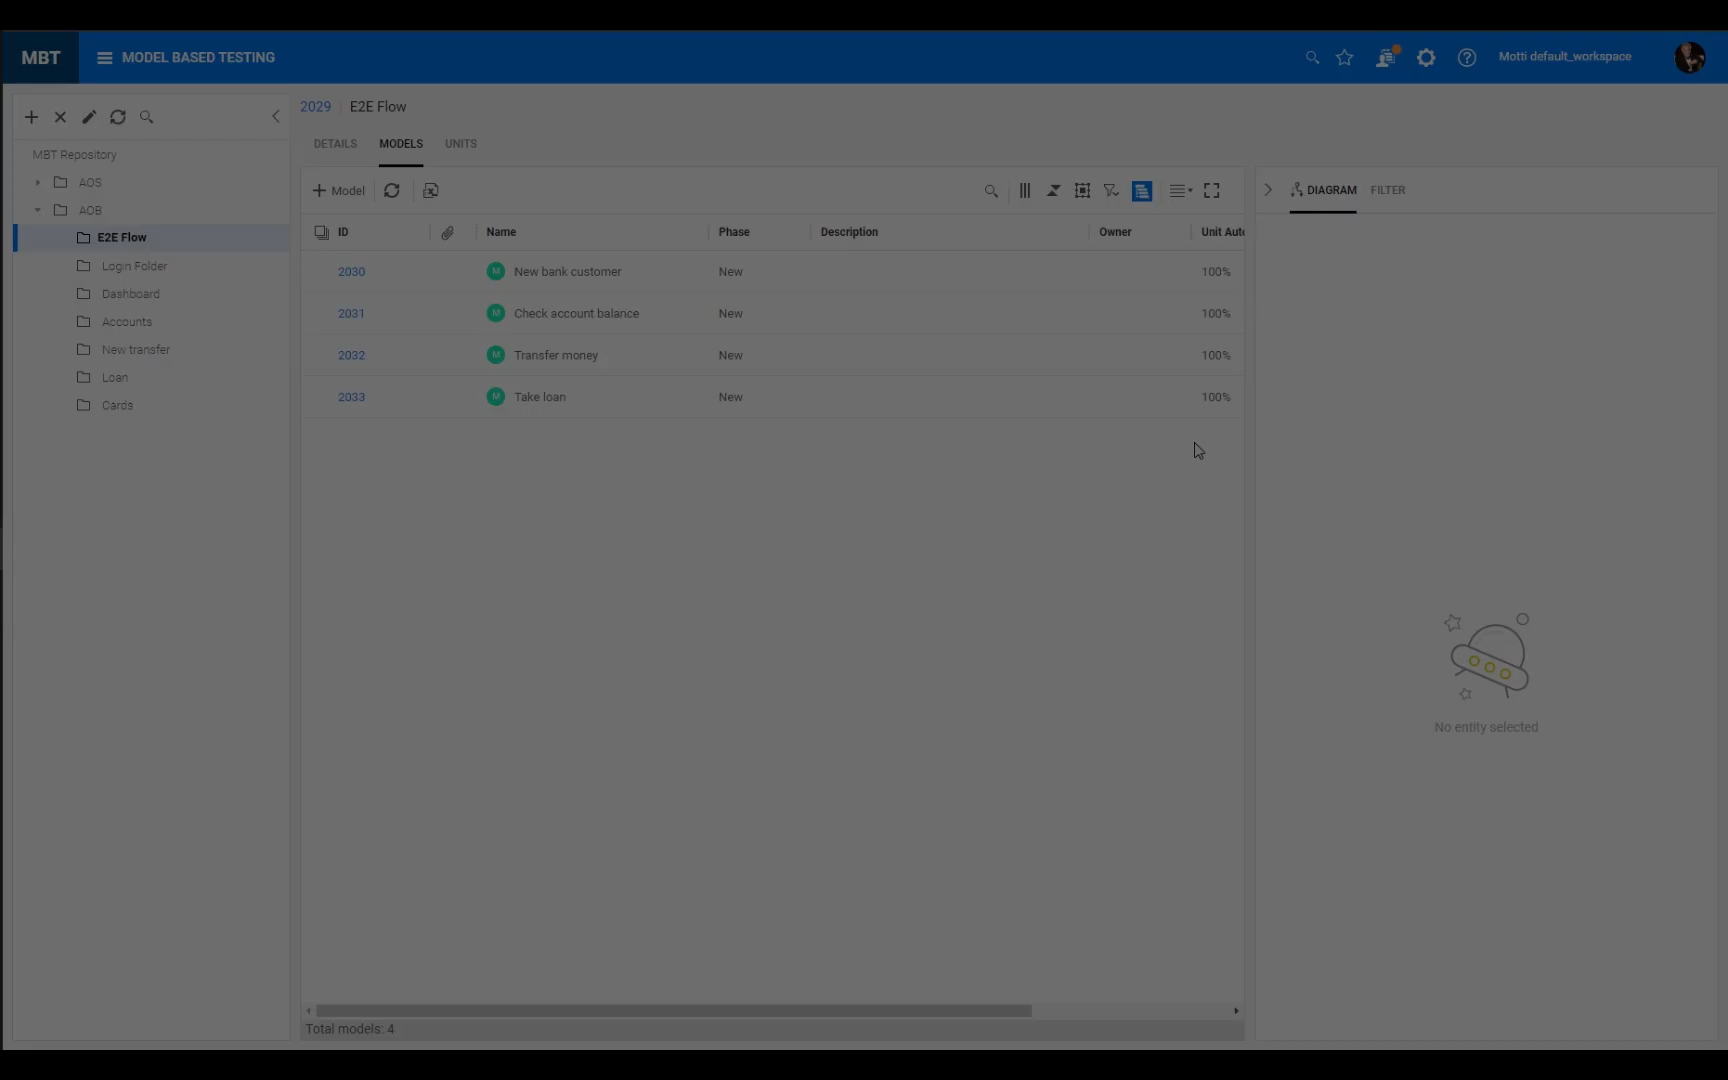 MBT
MODEL BASED TESTING
Motti default_workspace
MBT Repository
AOS
AOB
E2E Flow
Login Folder
Dashboard
Accounts
New transfer
Loan
Cards
2029 E2E Flow
DETAILS MODELS UNITS
+ Model
ID Name Phase Description Owner Unit Auto
2030 M New bank customer New 100%
2031 M Check account balance New 100%
2032 M Transfer money New 100%
2033 M Take loan New 100%
Total models: 4
DIAGRAM FILTER
No entity selected